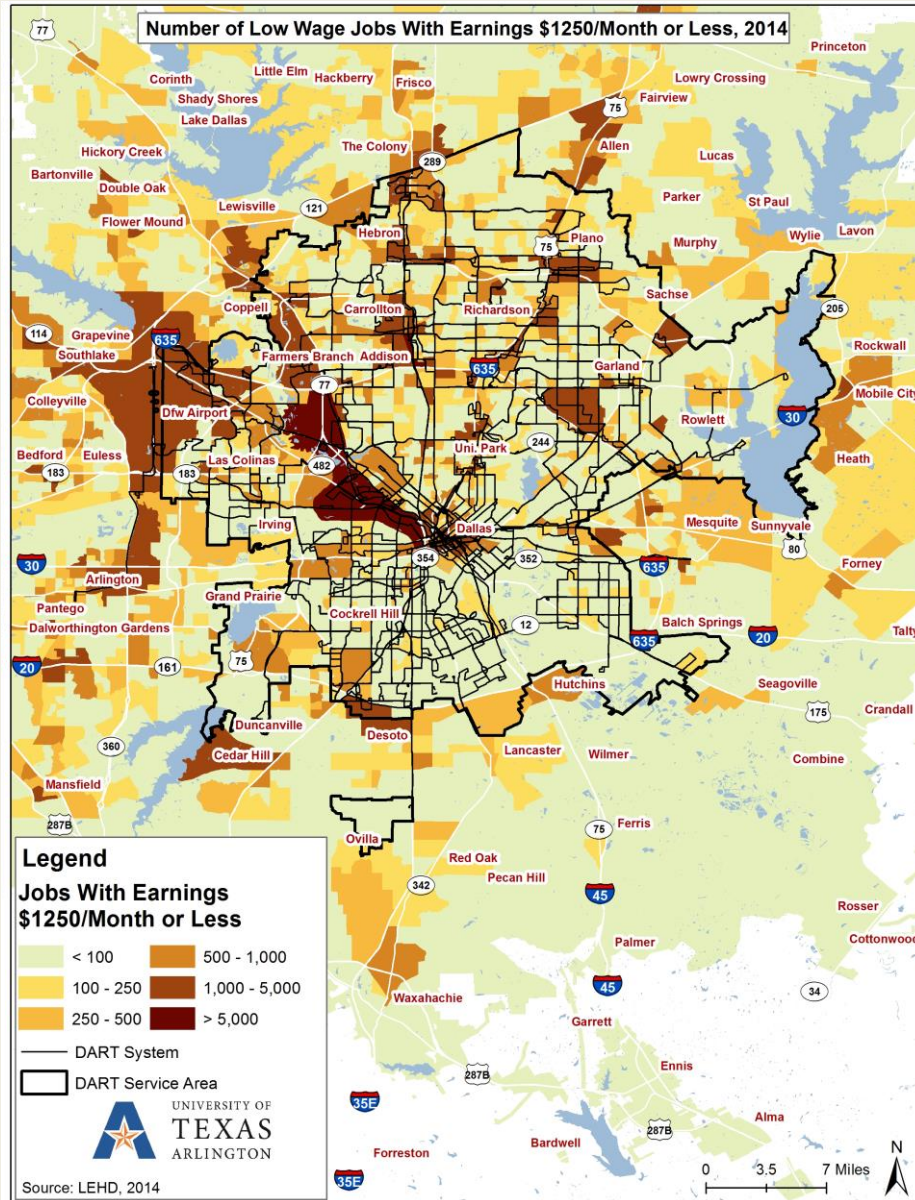 Number of Low Wage Jobs With Earnings $1250/Month or Less, 2014
77
Princeton
Little Elm
Corinth
Hackberry
Frisco
Lowry Crossing
Shady Shores
Fairview
75
Lake Dallas
The Colony
Allen
Hickory Creek
289
Lucas
Bartonville
Double Oak
Parker
St Paul
Lewisville
121
Flower Mound
Hebron
75
Plano
Murphy
Wylie
Lavon
Sachse
Coppell
Carrollton
Richardson
205
114
Grapevine
635
Southlake
Farmers Branch
Addison
635
Garland
Rockwall
77
Colleyville
Mobile City
Dfw Airport
Rowlett
30
Uni. Park
244
Bedford
Euless
Las Colinas
482
Heath
183
183
Irving
Dallas
Mesquite
Sunnyvale
80
30
354
352
635
Forney
Arlington
Grand Prairie
Pantego
Cockrell Hill
Dalworthington Gardens
12
Balch Springs
635
20
Talty
20
161
75
Hutchins
Seagoville
175
Crandall
Duncanville
Desoto
360
Cedar Hill
Lancaster
Wilmer
Combine
Mansfield
287B
75
Ferris
Ovilla
Red Oak
Pecan Hill
342
45
Rosser
Palmer
Cottonwood
45
34
Waxahachie
Garrett
Ennis
287B
35E
Alma
287B
Bardwell
Forreston
35E
Legend
Jobs With Earnings
$1250/Month or Less
< 100
500 - 1,000
100 - 250
1,000 - 5,000
250 - 500
> 5,000
DART System
DART Service Area
UNIVERSITY OF
TEXAS
ARLINGTON
Source: LEHD, 2014
0 3.5 7 Miles
N